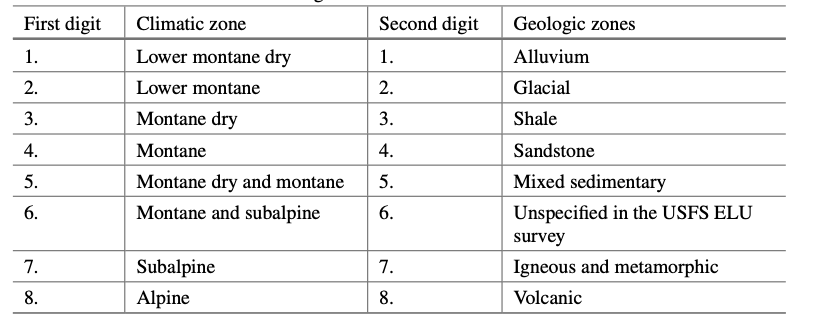 First digit Climatic zone Second digit Geologic zones
1. Lower montane dry 1. Alluvium
2. Lower montane 2. Glacial
3. Montane dry 3. Shale
4. Montane 4. Sandstone
5. Montane dry and montane 5. Mixed sedimentary
6. Montane and subalpine 6. Unspecified in the USFS ELU
survey
7. Subalpine 7. Igneous and metamorphic
8. Alpine 8. Volcanic